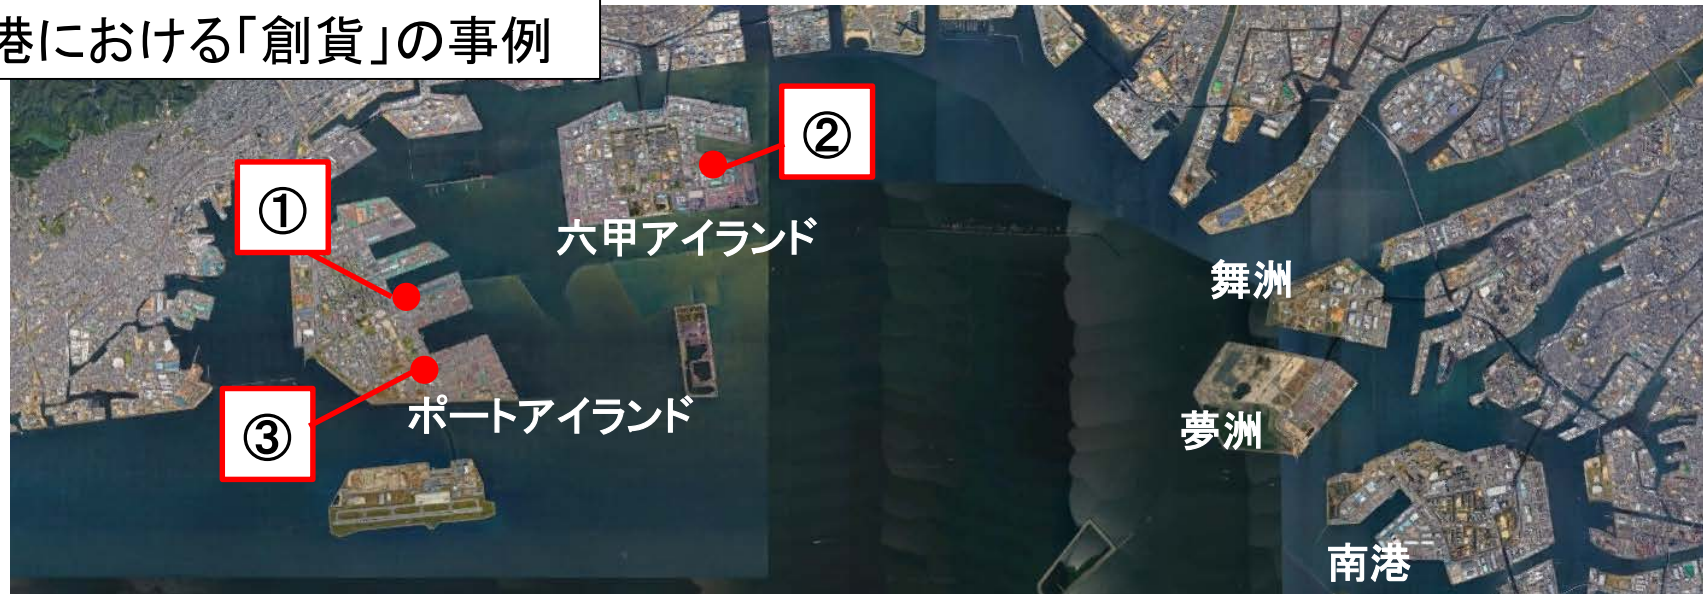 港における「創貨」の事例
②
①
六甲アイランド
舞洲
ポートアイランド
夢洲
③
南港